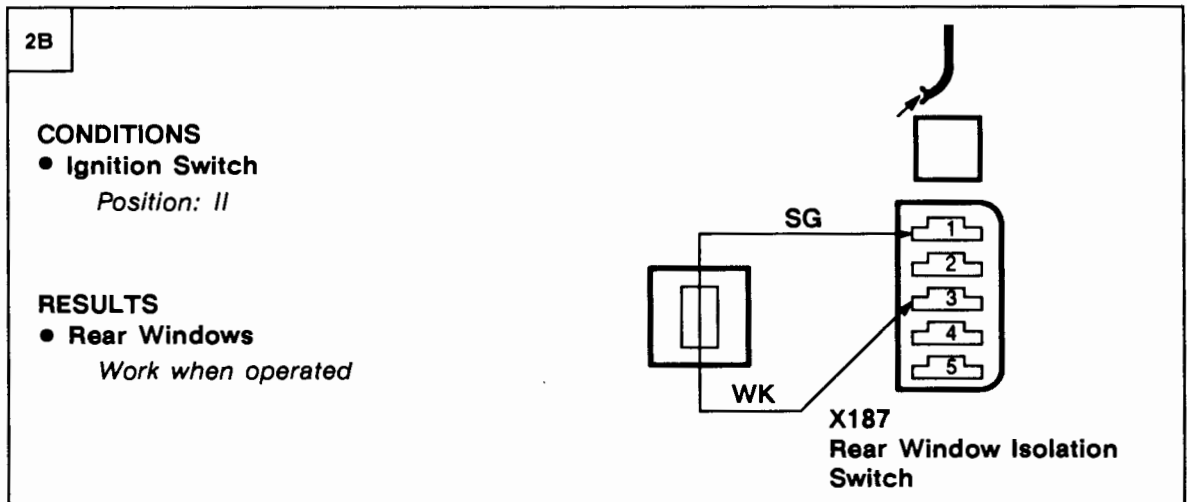 2B
CONDITIONS
● Ignition Switch
Position: II
RESULTS
● Rear Windows
Work when operated
SG
WK
1
2
3
4
5
X187
Rear Window Isolation
Switch